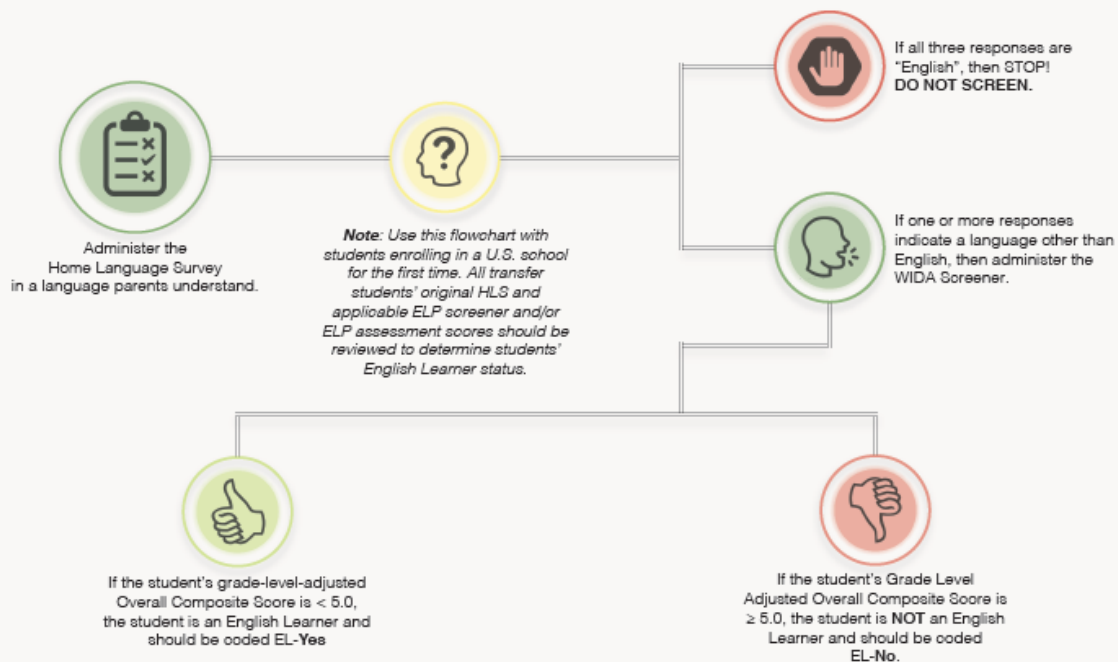 Administer the
Home Language Survey
in a language parents understand.
?
Note: Use this flowchart with
students enrolling in a U.S. school
for the first time. All transfer
students’ original HLS and
applicable ELP screener and/or
ELP assessment scores should be
reviewed to determine students’
English Learner status.
If all three responses are
“English”, then STOP!
DO NOT SCREEN.
If one or more responses
indicate a language other than
English, then administer the
WIDA Screener.
If the student’s grade-level-adjusted
Overall Composite Score is < 5.0,
the student is an English Learner and
should be coded EL-Yes
If the student’s Grade Level
Adjusted Overall Composite Score is
≥ 5.0, the student is NOT an English
Learner and should be coded
EL-No.